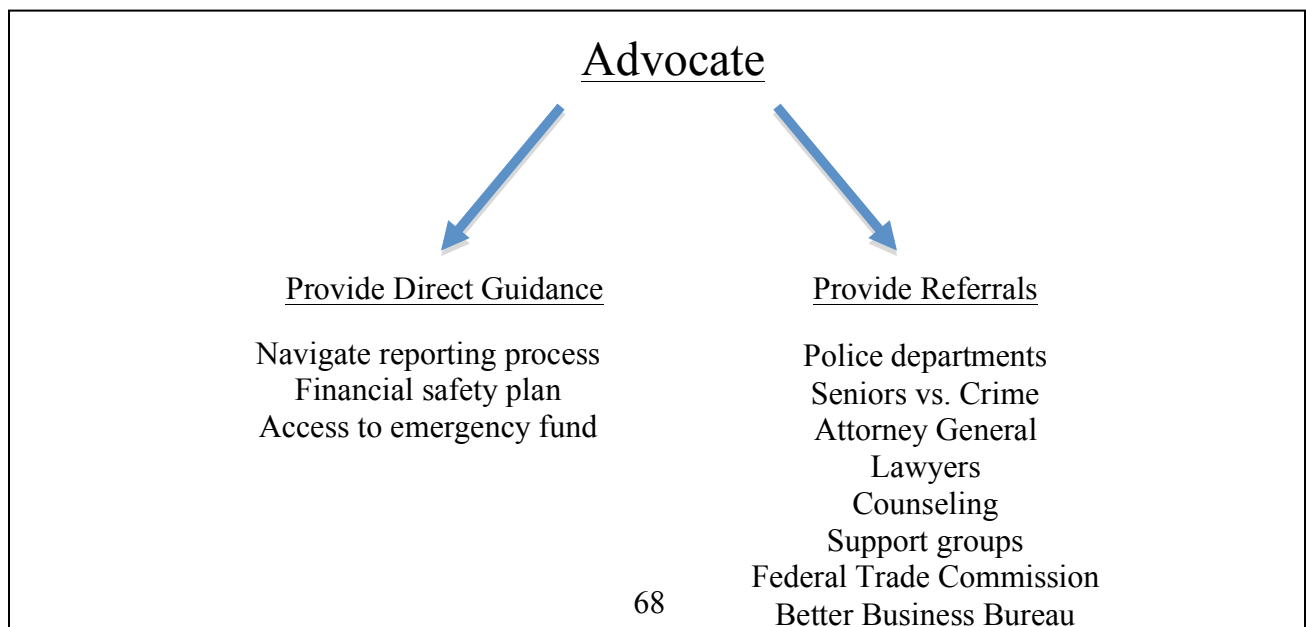 Advocate
Provide Direct Guidance
Navigate reporting process
Financial safety plan
Access to emergency fund
Provide Referrals
Police departments
Seniors vs. Crime
Attorney General
Lawyers
Counseling
Support groups
Federal Trade Commission
Better Business Bureau
68